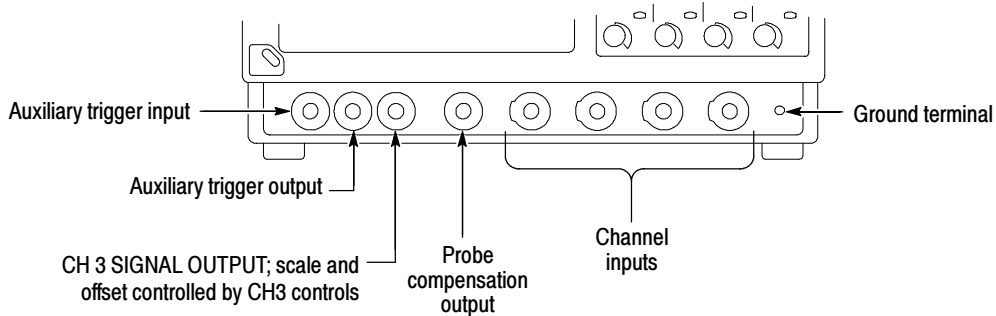 Auxiliary trigger input
Ground terminal
Auxiliary trigger output
CH 3 SIGNAL OUTPUT; scale and
offset controlled by CH3 controls
Probe
compensation
output
Channel
inputs